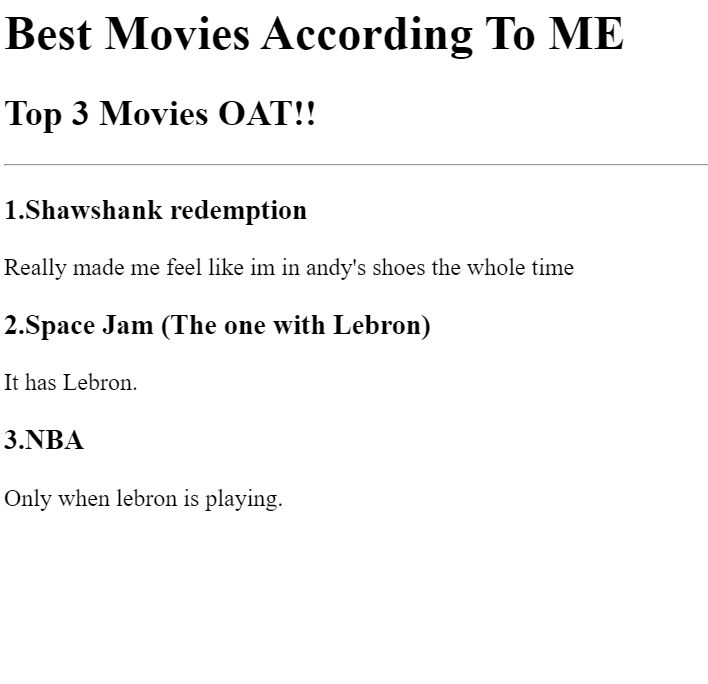 Best Movies According To ME
Top 3 Movies OAT!!
1.Shawshank redemption
Really made me feel like im in andy's shoes the whole time
2.Space Jam (The one with Lebron)
It has Lebron.
3.NBA
Only when lebron is playing.